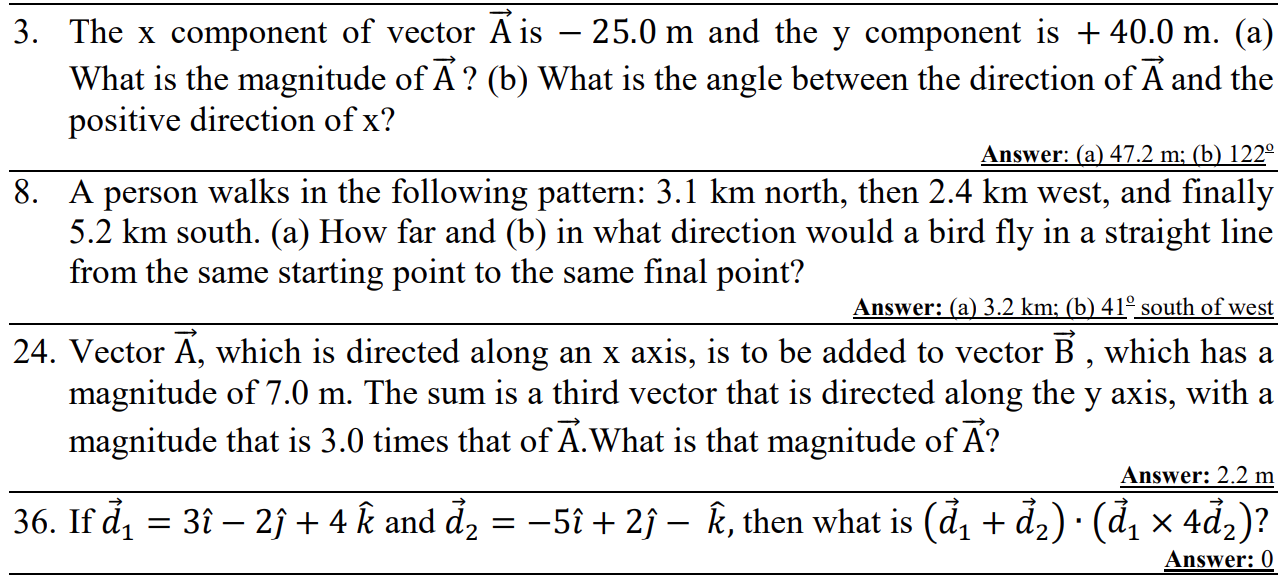 3. The x component of vector A⃗ is − 25.0 m and the y component is + 40.0 m. (a)
What is the magnitude of A⃗ ? (b) What is the angle between the direction of A⃗ and the
positive direction of x?
Answer: (a) 47.2 m; (b) 122º
8. A person walks in the following pattern: 3.1 km north, then 2.4 km west, and finally
5.2 km south. (a) How far and (b) in what direction would a bird fly in a straight line
from the same starting point to the same final point?
Answer: (a) 3.2 km; (b) 41º south of west
24. Vector A⃗, which is directed along an x axis, is to be added to vector B⃗ , which has a
magnitude of 7.0 m. The sum is a third vector that is directed along the y axis, with a
magnitude that is 3.0 times that of A⃗.What is that magnitude of A⃗?
Answer: 2.2 m
36. If d⃗₁ = 3î − 2ĵ + 4 k̂ and d⃗₂ = −5î + 2ĵ − k̂, then what is (d⃗₁ + d⃗₂) · (d⃗₁ × 4d⃗₂)?
Answer: 0